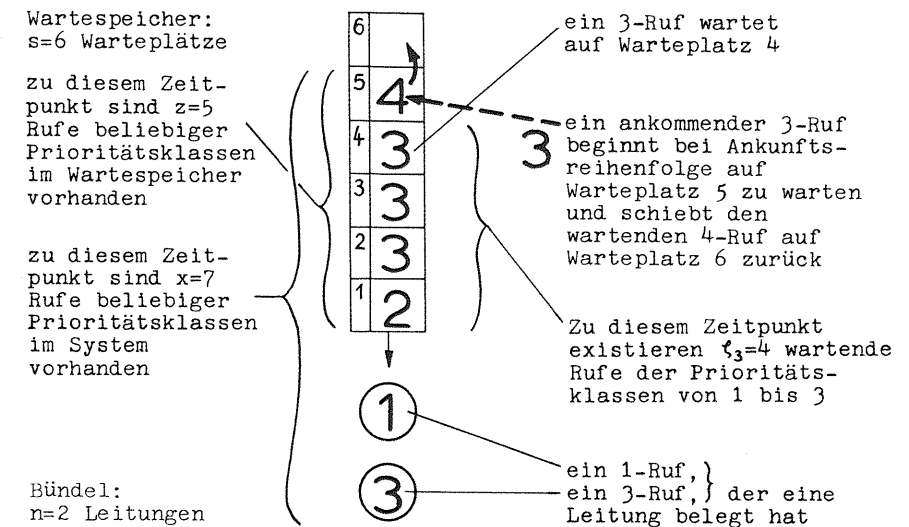 Wartespeicher:
s=6 Warteplätze
zu diesem Zeit-
punkt sind z=5
Rufe beliebiger
Prioritätsklassen
im Wartespeicher
vorhanden
zu diesem Zeit-
punkt sind x=7
Rufe beliebiger
Prioritätsklassen
im System
vorhanden
Bündel:
n=2 Leitungen
6
5 4
4 3
3 3
2 3
1 2
1
3
ein 3-Ruf wartet
auf Warteplatz 4
3
ein ankommender 3-Ruf
beginnt bei Ankunfts-
reihenfolge auf
Warteplatz 5 zu warten
und schiebt den
wartenden 4-Ruf auf
Warteplatz 6 zurück
Zu diesem Zeitpunkt
existieren ζ₃=4 wartende
Rufe der Prioritäts-
klassen von 1 bis 3
ein 1-Ruf, }
ein 3-Ruf, } der eine
Leitung belegt hat